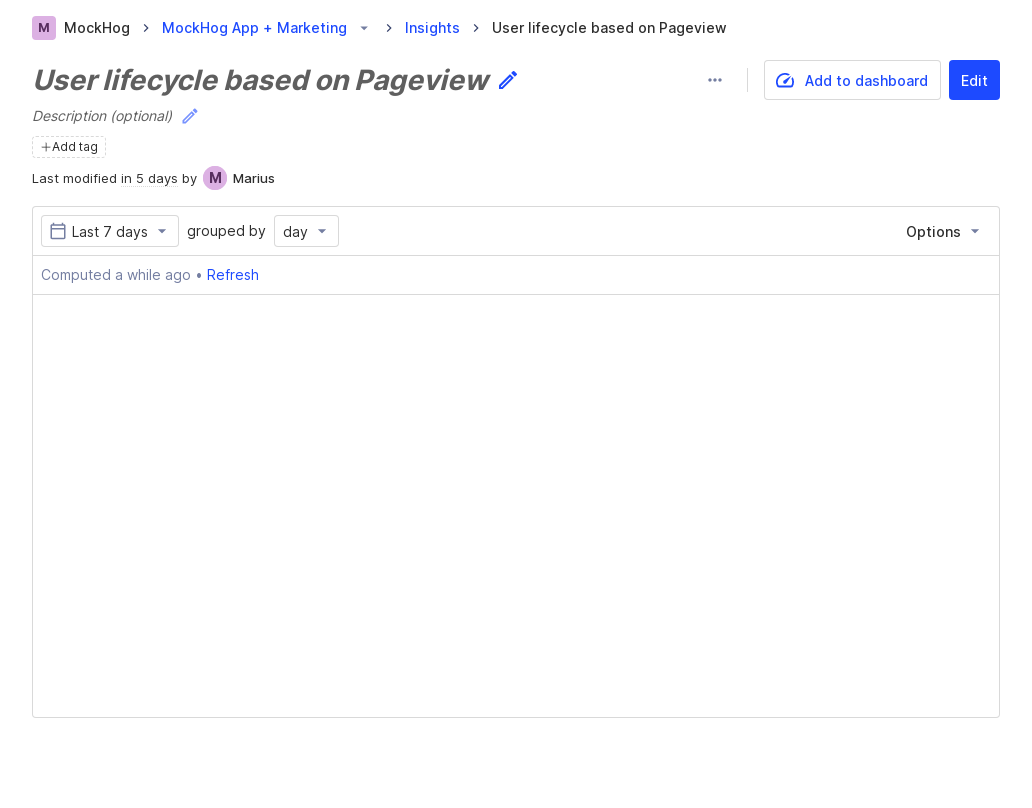 M MockHog MockHog App + Marketing Insights User lifecycle based on Pageview
User lifecycle based on Pageview
Add to dashboard Edit
Description (optional)
+Add tag
Last modified in 5 days by M Marius
Last 7 days grouped by day Options
Computed a while ago • Refresh